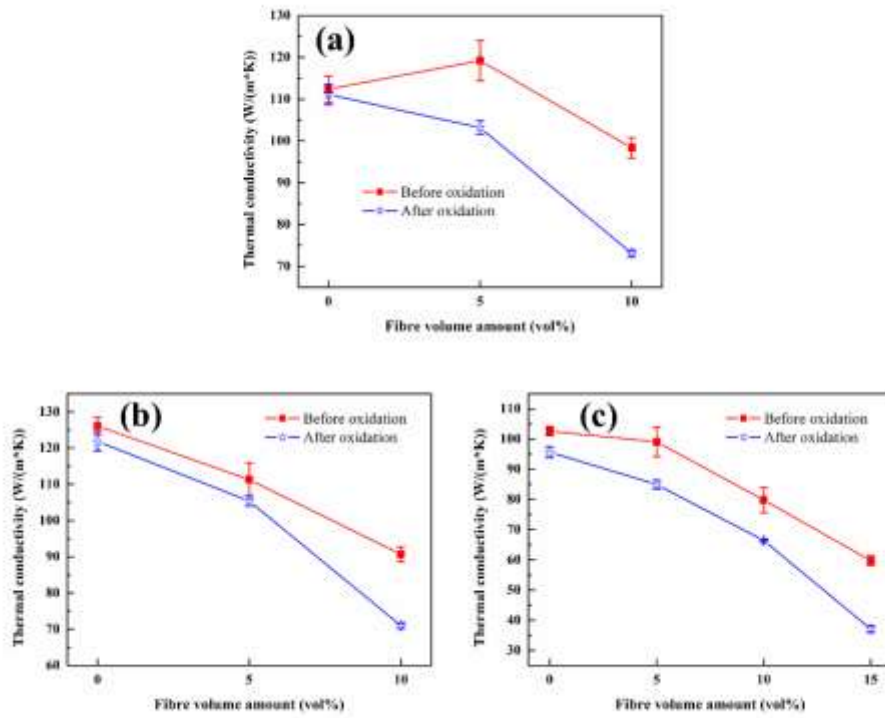 130
(a)
120
110
100
90
Before oxidation
After oxidation
80
70
0
5
10
Thermal conductivity (W/(m*K))
Fibre volume amount (vol%)
130
(b)
Before oxidation
After oxidation
120
110
100
90
80
70
60
0
5
10
Thermal conductivity (W/(m*K))
Fibre volume amount (vol%)
110
(c)
Before oxidation
After oxidation
100
90
80
70
60
50
40
30
0
5
10
15
Thermal conductivity (W/(m*K))
Fibre volume amount (vol%)